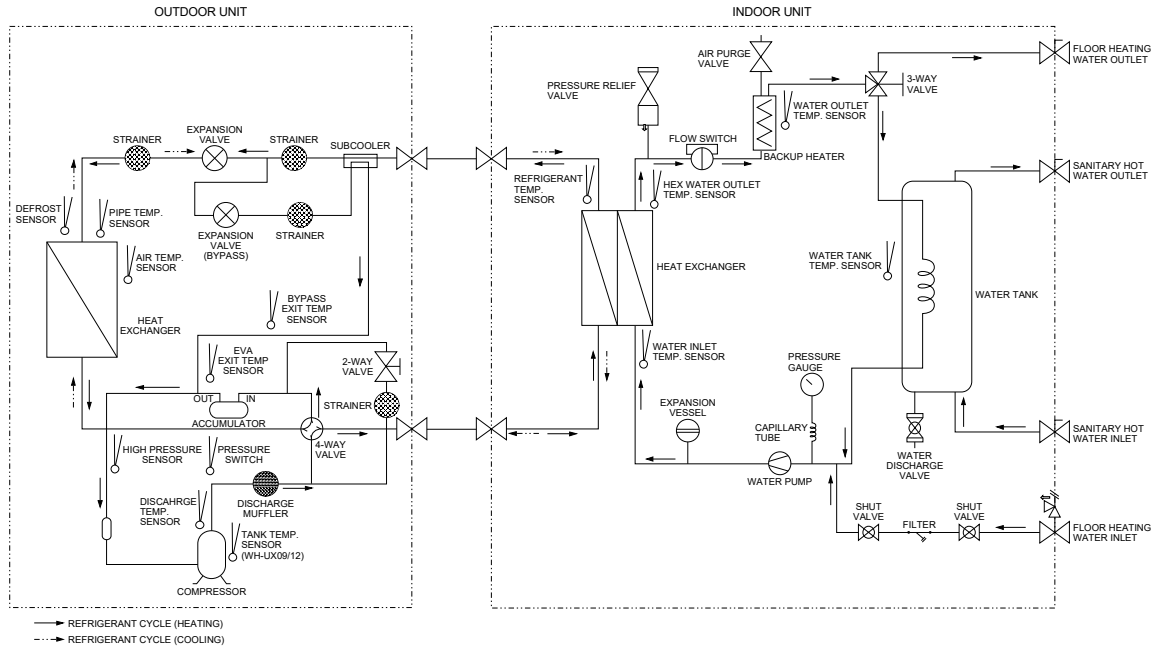 OUTDOOR UNIT
INDOOR UNIT
AIR PURGE
VALVE
FLOOR HEATING
WATER OUTLET
PRESSURE RELIEF
VALVE
3-WAY
VALVE
WATER OUTLET
TEMP. SENSOR
STRAINER
EXPANSION
VALVE
STRAINER
SUBCOOLER
FLOW SWITCH
BACKUP HEATER
REFRIGERANT
TEMP.
SENSOR
HEX WATER OUTLET
TEMP. SENSOR
SANITARY HOT
WATER OUTLET
DEFROST
SENSOR
PIPE TEMP.
SENSOR
EXPANSION
VALVE
(BYPASS)
STRAINER
AIR TEMP.
SENSOR
HEAT EXCHANGER
WATER TANK
TEMP. SENSOR
WATER TANK
HEAT
EXCHANGER
BYPASS
EXIT TEMP
SENSOR
EVA
EXIT TEMP
SENSOR
2-WAY
VALVE
WATER INLET
TEMP. SENSOR
PRESSURE
GAUGE
OUT
IN
ACCUMULATOR
STRAINER
EXPANSION
VESSEL
CAPILLARY
TUBE
4-WAY
VALVE
HIGH PRESSURE
SENSOR
PRESSURE
SWITCH
WATER PUMP
WATER
DISCHARGE
VALVE
SANITARY HOT
WATER INLET
DISCAHRGE
TEMP.
SENSOR
DISCHARGE
MUFFLER
TANK TEMP.
SENSOR
(WH-UX09/12)
COMPRESSOR
SHUT
VALVE
FILTER
SHUT
VALVE
FLOOR HEATING
WATER INLET
REFRIGERANT CYCLE (HEATING)
REFRIGERANT CYCLE (COOLING)